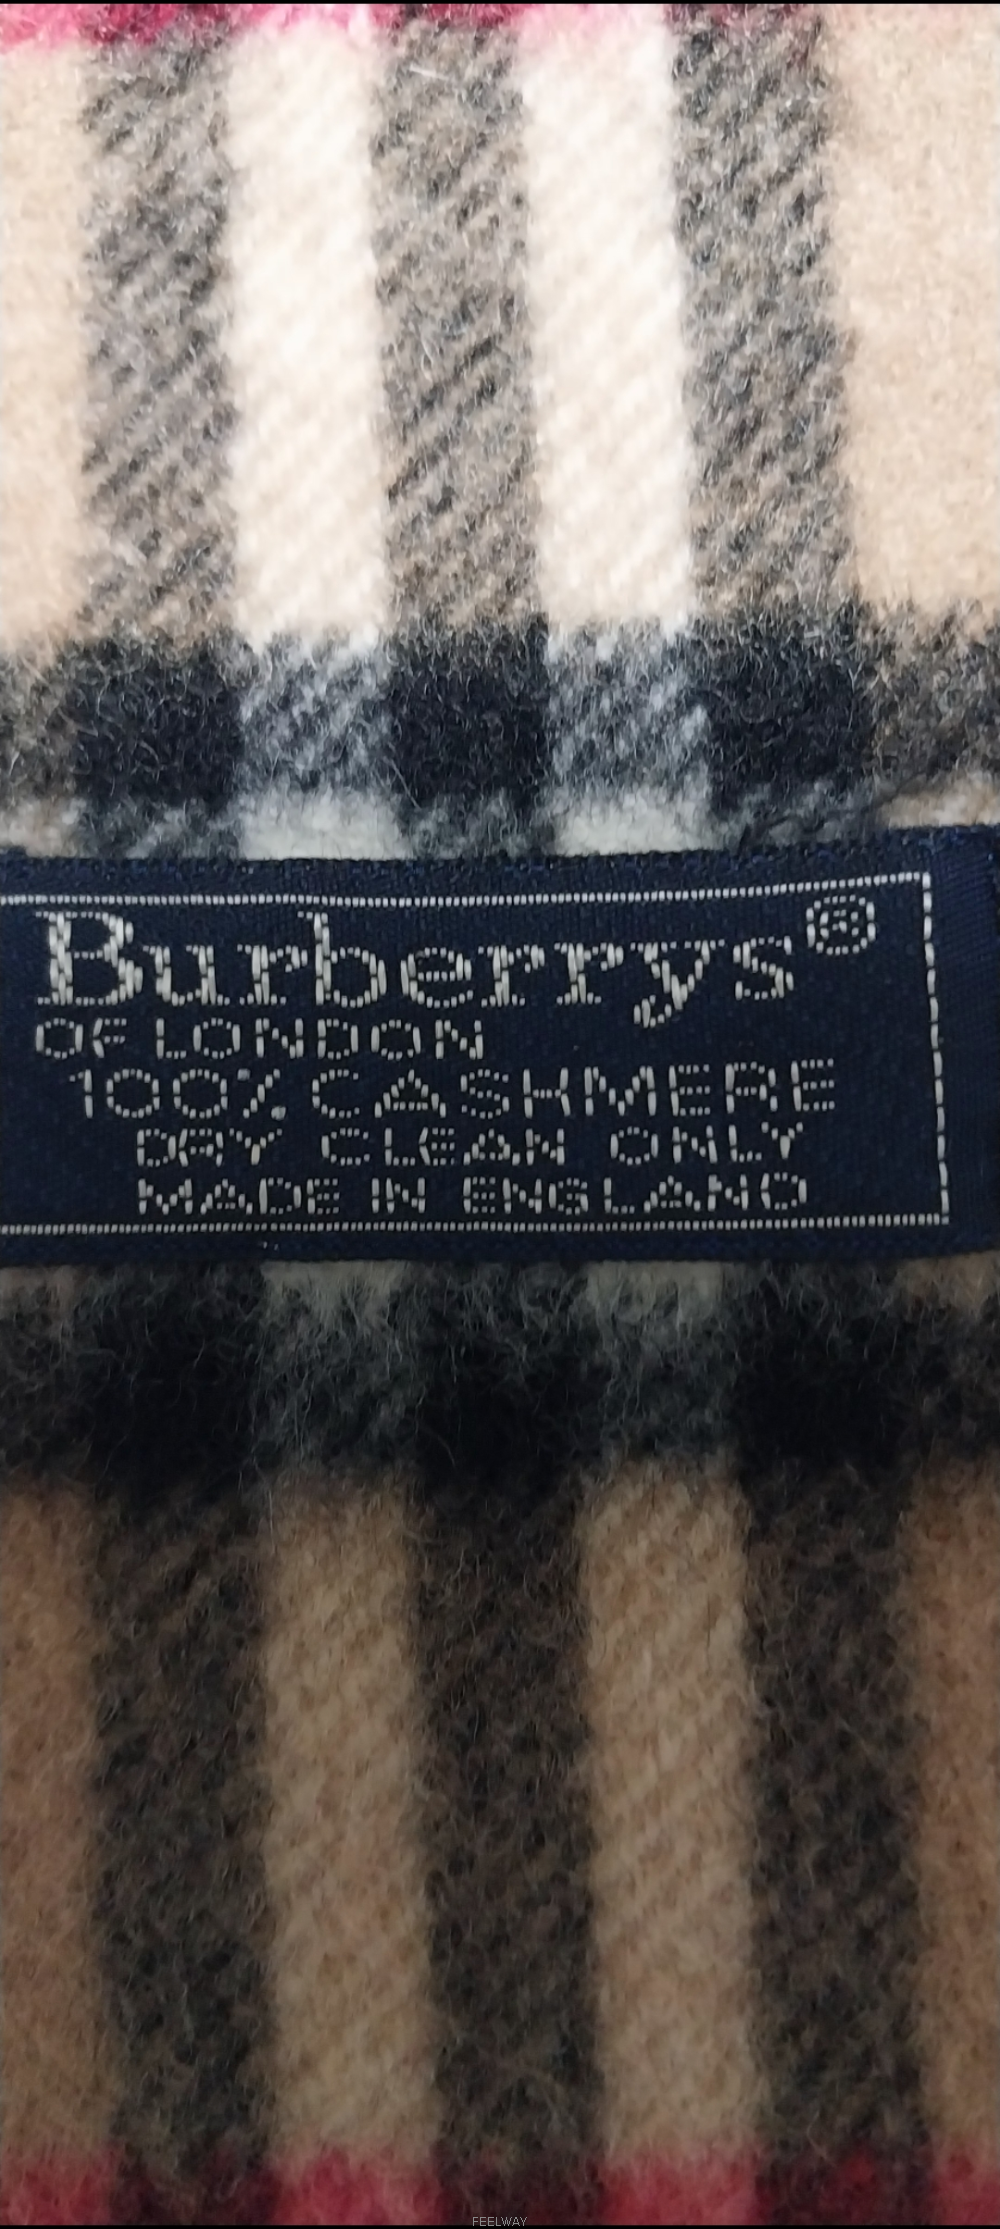 Burberrys®
OF LONDON
100% CASHMERE
DRY CLEAN ONLY
MADE IN ENGLAND
FEELWAY